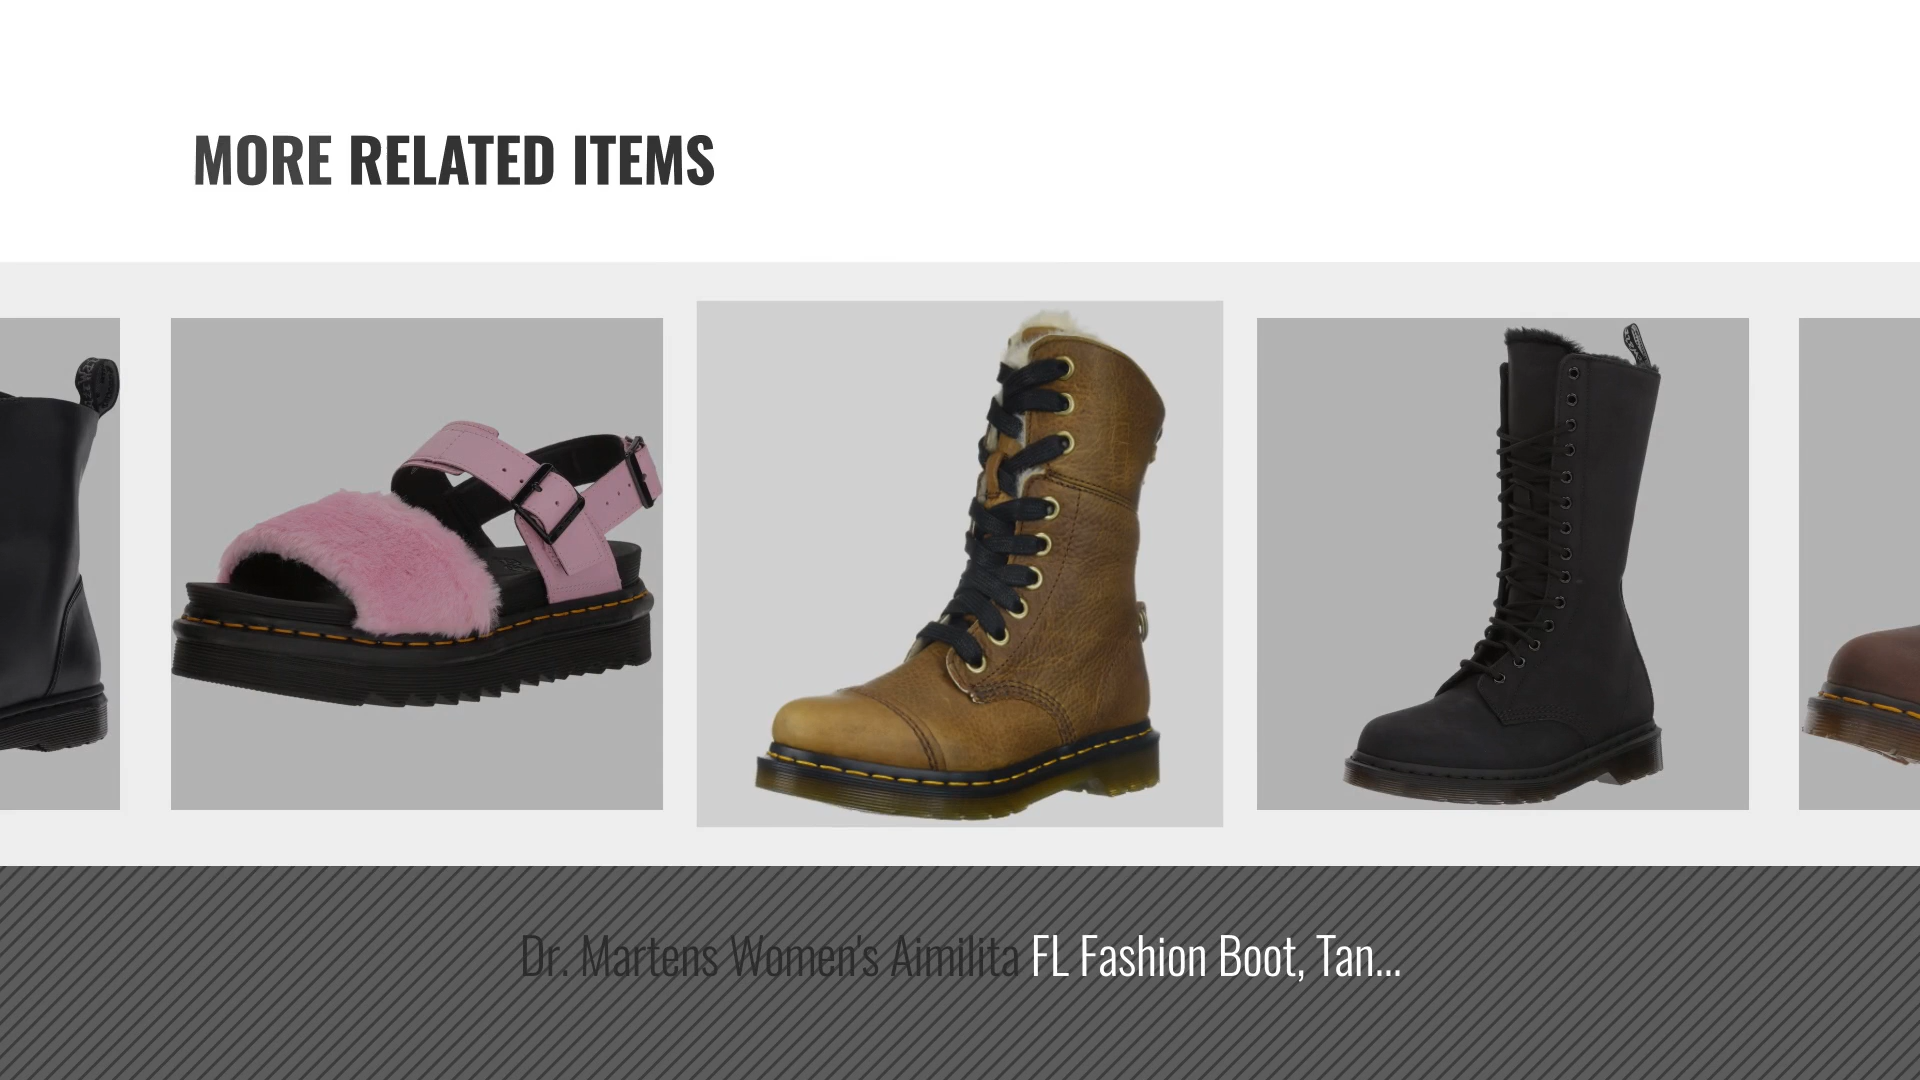 MORE RELATED ITEMS
Dr. Martens Women's Aimilita FL Fashion Boot, Tan...